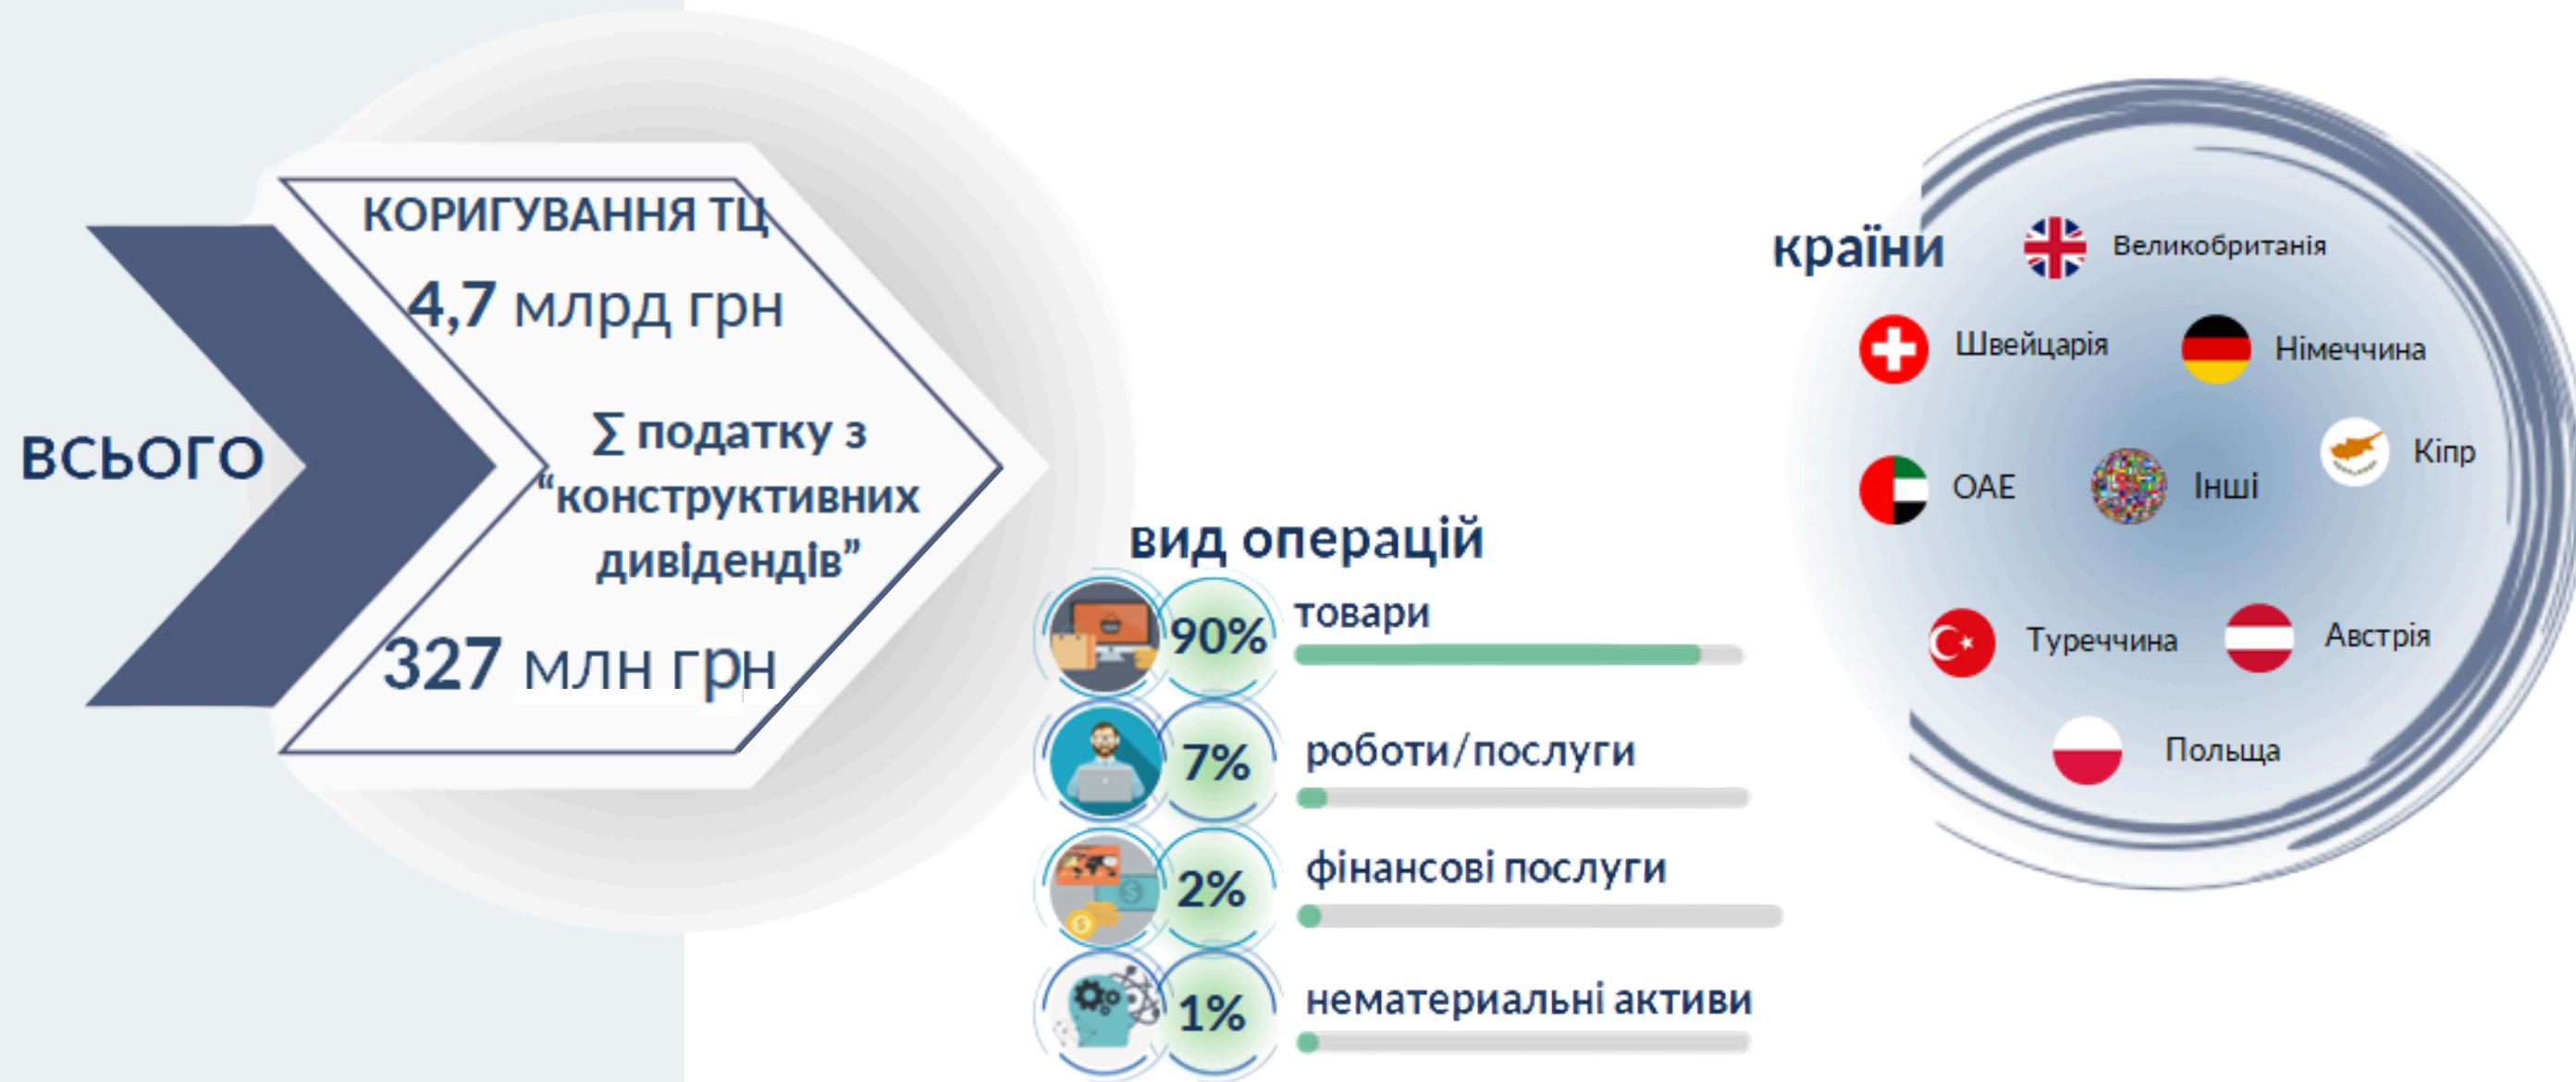 ВСЬОГО
КОРИГУВАННЯ ТЦ
4,7 млрд грн
∑ податку з
“конструктивних
дивідендів”
327 млн грн
вид операцій
90% товари
7% роботи/послуги
2% фінансові послуги
1% нематеріальні активи
країни
Великобританія
Швейцарія
Німеччина
Кіпр
ОАЕ
Інші
Туреччина
Австрія
Польща